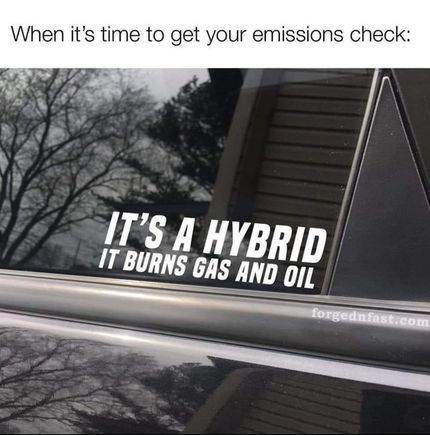 When it's time to get your emissions check:
IT'S A HYBRID
IT BURNS GAS AND OIL
forgednfast.com